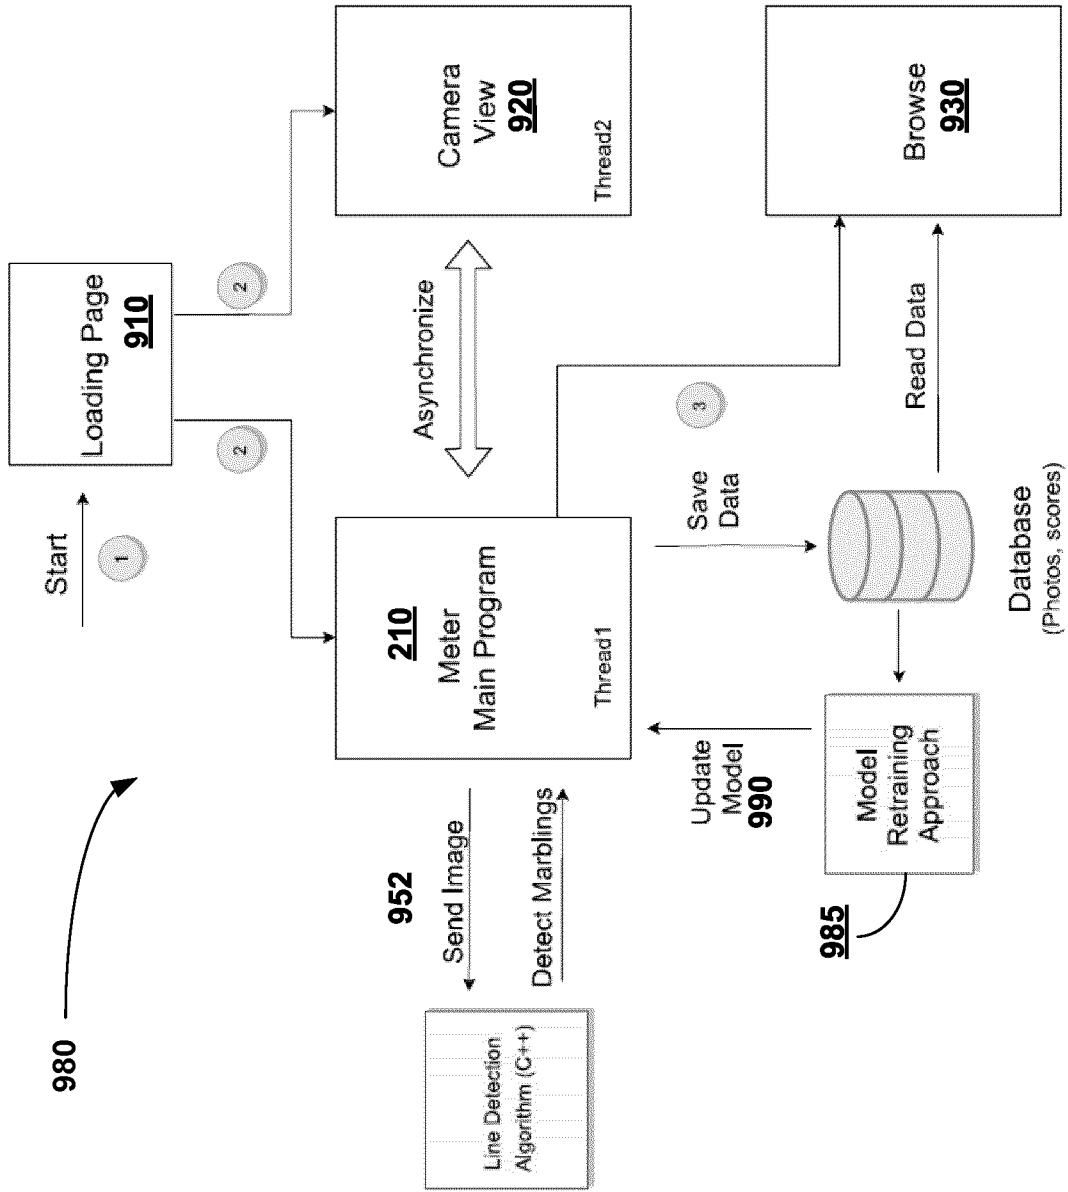 980
Start
1
Loading Page
910
2
2
952
Send Image
Detect Marblings
Line Detection
Algorithm (C++)
210
Meter
Main Program
Thread1
Asynchronize
Camera
View
920
Thread2
Update
Model
990
Save
Data
3
985
Model
Retraining
Approach
Database
(Photos, scores)
Read Data
Browse
930